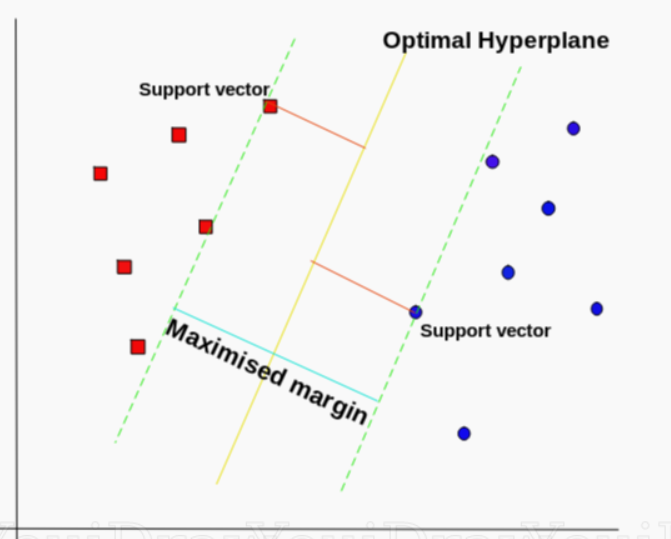 Optimal Hyperplane
Support vector
Support vector
Maximised margin